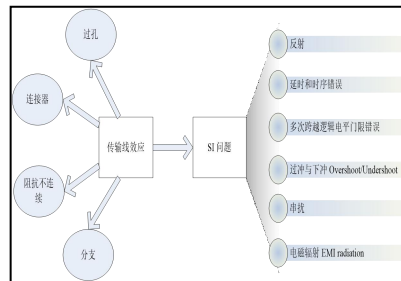 过孔
连接器
阻抗不连
续
分支
传输线效应
SI 问题
反射
延时和时序错误
多次跨越逻辑电平门限错误
过冲与下冲 Overshoot/Undershoot
串扰
电磁辐射 EMI radiation